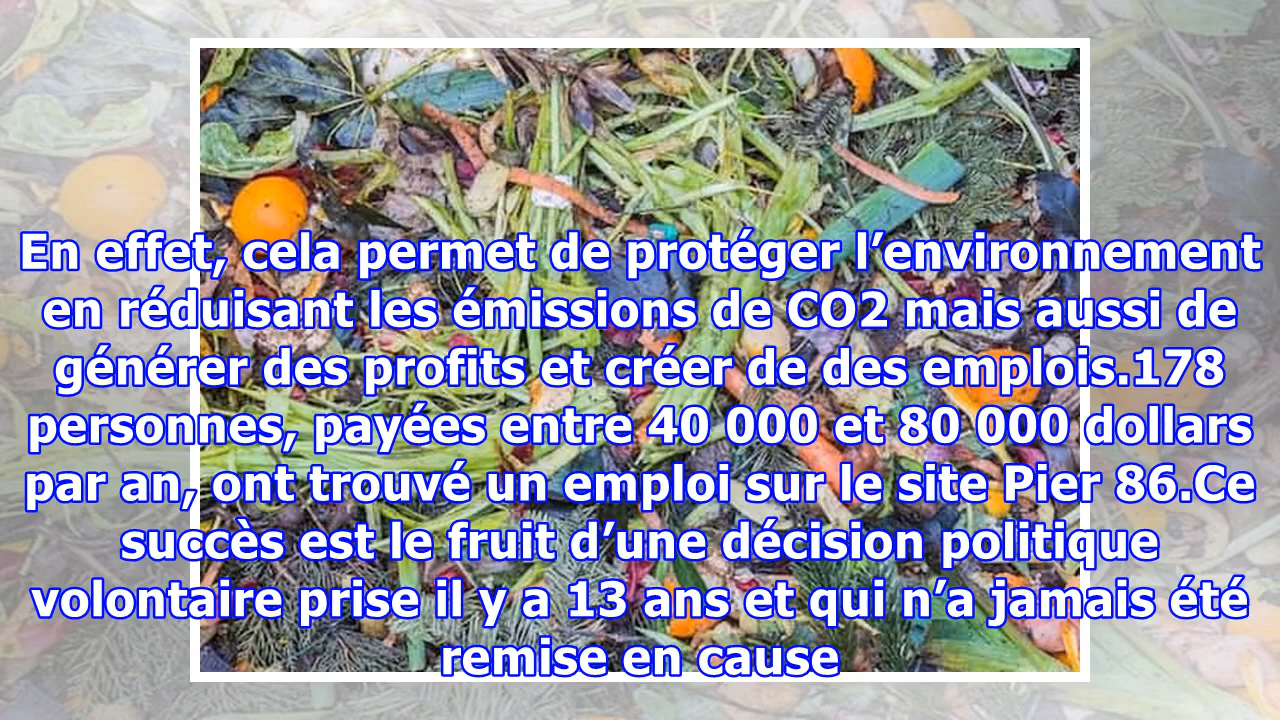 En effet, cela permet de protéger l’environnement
en réduisant les émissions de CO2 mais aussi de
générer des profits et créer de des emplois.178
personnes, payées entre 40 000 et 80 000 dollars
par an, ont trouvé un emploi sur le site Pier 86.Ce
succès est le fruit d’une décision politique
volontaire prise il y a 13 ans et qui n’a jamais été
remise en cause